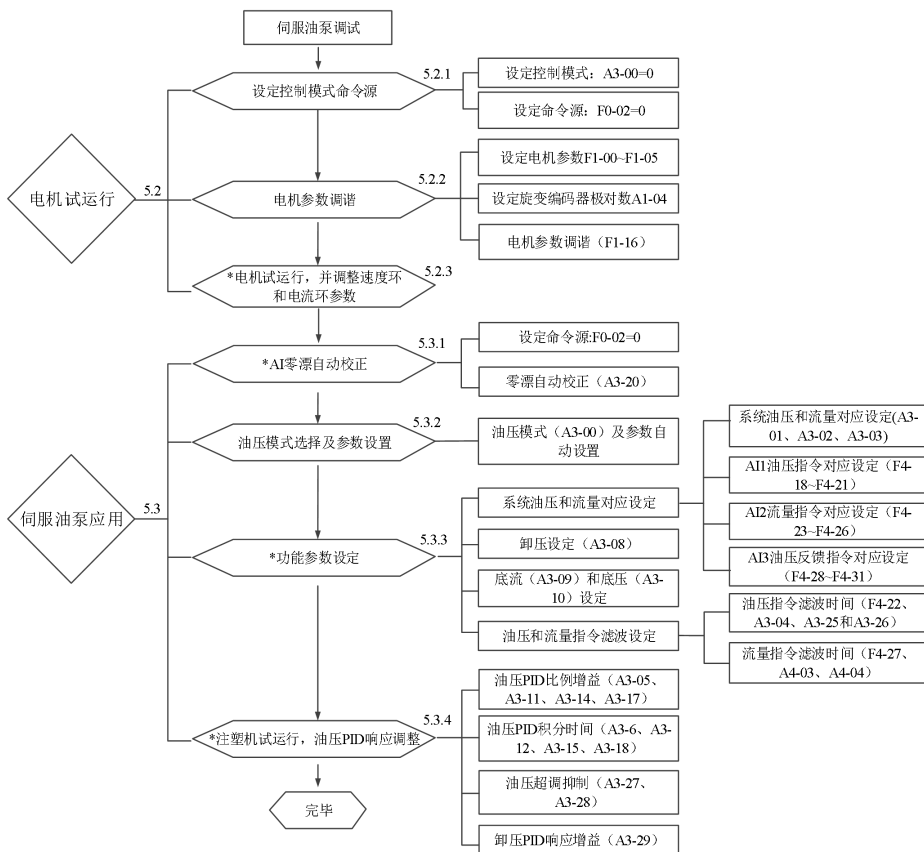 伺服油泵调试
5.2.1
设定控制模式命令源
设定控制模式：A3-00=0
设定命令源：F0-02=0
电机试运行
5.2
5.2.2
电机参数调谐
设定电机参数F1-00~F1-05
设定旋变编码器极对数A1-04
电机参数调谐（F1-16）
5.2.3
*电机试运行，并调整速度环
和电流环参数
5.3.1
*AI零漂自动校正
设定命令源:F0-02=0
零漂自动校正（A3-20）
5.3.2
油压模式选择及参数设置
油压模式（A3-00）及参数自
动设置
伺服油泵应用
5.3
5.3.3
*功能参数设定
系统油压和流量对应设定
系统油压和流量对应设定(A3-
01、A3-02、A3-03)
AI1油压指令对应设定（F4-
18~F4-21）
AI2流量指令对应设定（F4-
23~F4-26）
AI3油压反馈指令对应设定
（F4-28~F4-31）
卸压设定（A3-08）
底流（A3-09）和底压（A3-
10）设定
油压和流量指令滤波设定
油压指令滤波时间（F4-22、
A3-04、A3-25和A3-26）
流量指令滤波时间（F4-27、
A4-03、A4-04）
5.3.4
*注塑机试运行，油压PID响应调整
油压PID比例增益（A3-05、
A3-11、A3-14、A3-17）
油压PID积分时间（A3-6、A3-
12、A3-15、A3-18）
油压超调抑制（A3-27、
A3-28）
卸压PID响应增益（A3-29）
完毕